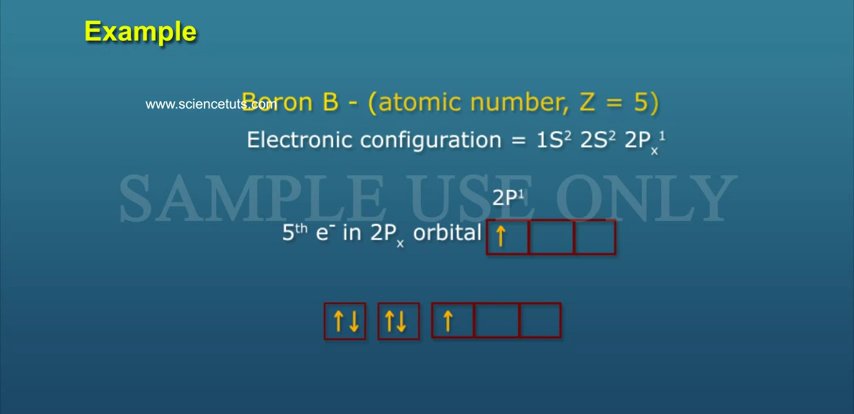 Example
www.sciencetuts.com
Boron B - (atomic number, Z = 5)
Electronic configuration = 1S² 2S² 2Pₓ¹
SAMPLE USE ONLY
2P¹
5ᵗʰ e⁻ in 2Pₓ orbital ↑
↑↓ ↑↓ ↑